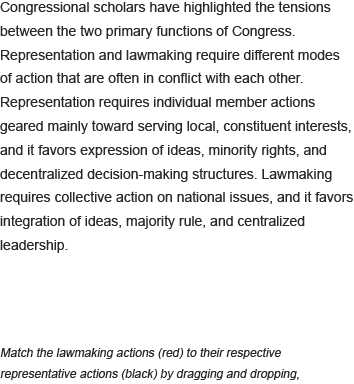 Congressional scholars have highlighted the tensions
between the two primary functions of Congress.
Representation and lawmaking require different modes
of action that are often in conflict with each other.
Representation requires individual member actions
geared mainly toward serving local, constituent interests,
and it favors expression of ideas, minority rights, and
decentralized decision-making structures. Lawmaking
requires collective action on national issues, and it favors
integration of ideas, majority rule, and centralized
leadership.
Match the lawmaking actions (red) to their respective
representative actions (black) by dragging and dropping,